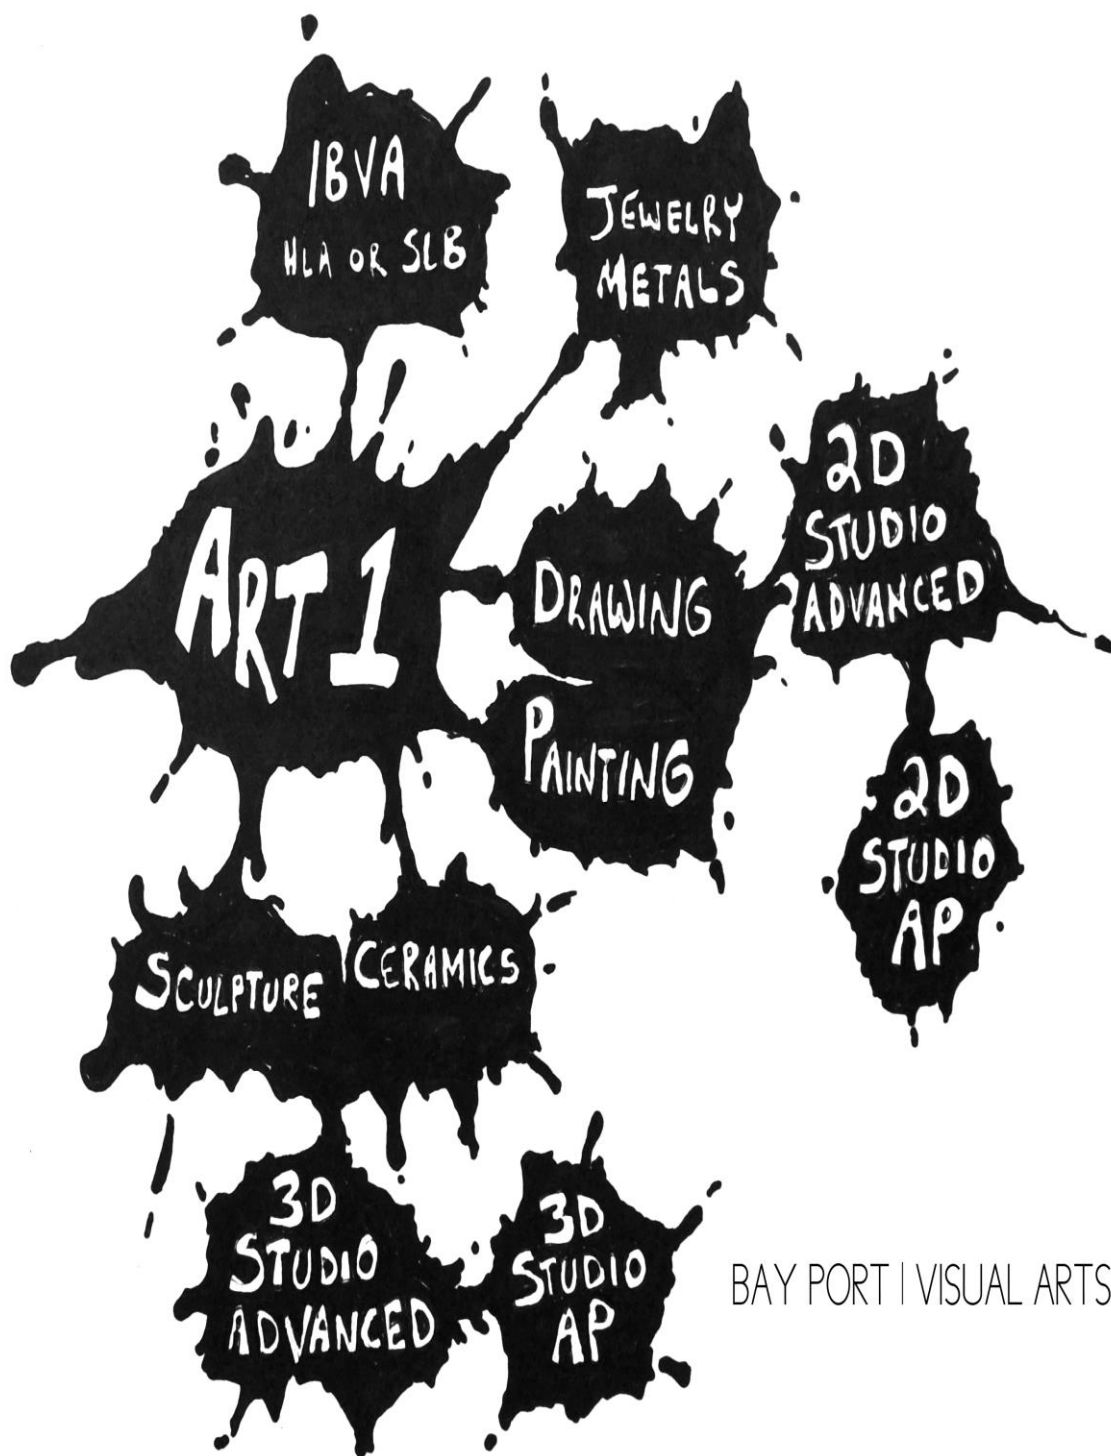 IBVA
HLA OR SLB
JEWELRY
METALS
2D
STUDIO
ADVANCED
ART 1
DRAWING
PAINTING
2D
STUDIO
AP
SCULPTURE
CERAMICS
3D
STUDIO
ADVANCED
3D
STUDIO
AP
BAY PORT | VISUAL ARTS